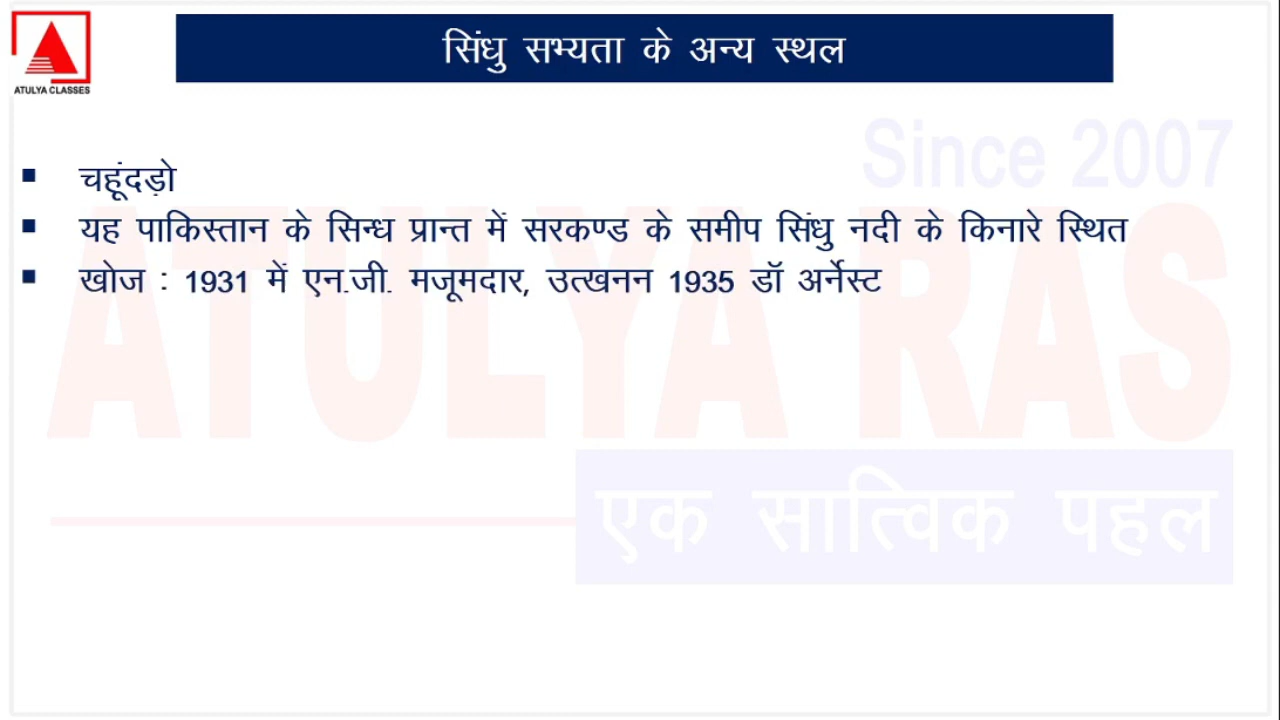 ATULYA CLASSES
सिंधु सभ्यता के अन्य स्थल
Since 2007
चहूंदड़ो
यह पाकिस्तान के सिन्ध प्रान्त में सरकण्ड के समीप सिंधु नदी के किनारे स्थित
खोज : 1931 में एन.जी. मजूमदार, उत्खनन 1935 डॉ अर्नेस्ट
ATULYA RAS
एक सात्विक पहल